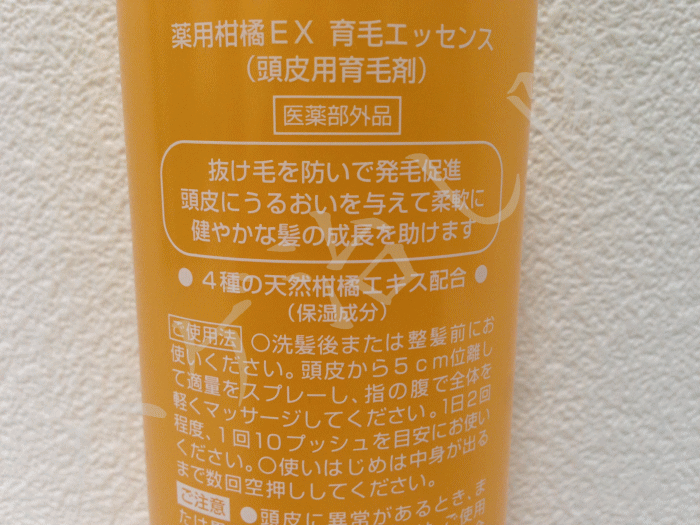 薬用柑橘EX 育毛エッセンス
（頭皮用育毛剤）
医薬部外品
抜け毛を防いで発毛促進
頭皮にうるおいを与えて柔軟に
健やかな髪の成長を助けます
●４種の天然柑橘エキス配合●
（保湿成分）
ご使用法 ○洗髪後または整髪前にお
使いください。頭皮から５ｃｍ位離し
て適量をスプレーし、指の腹で全体を
軽くマッサージしてください。1日2回
程度、１回１０プッシュを目安にお使い
ください。○使いはじめは中身が出る
まで数回空押ししてください。
ご注意 ●頭皮に異常があるとき、ま